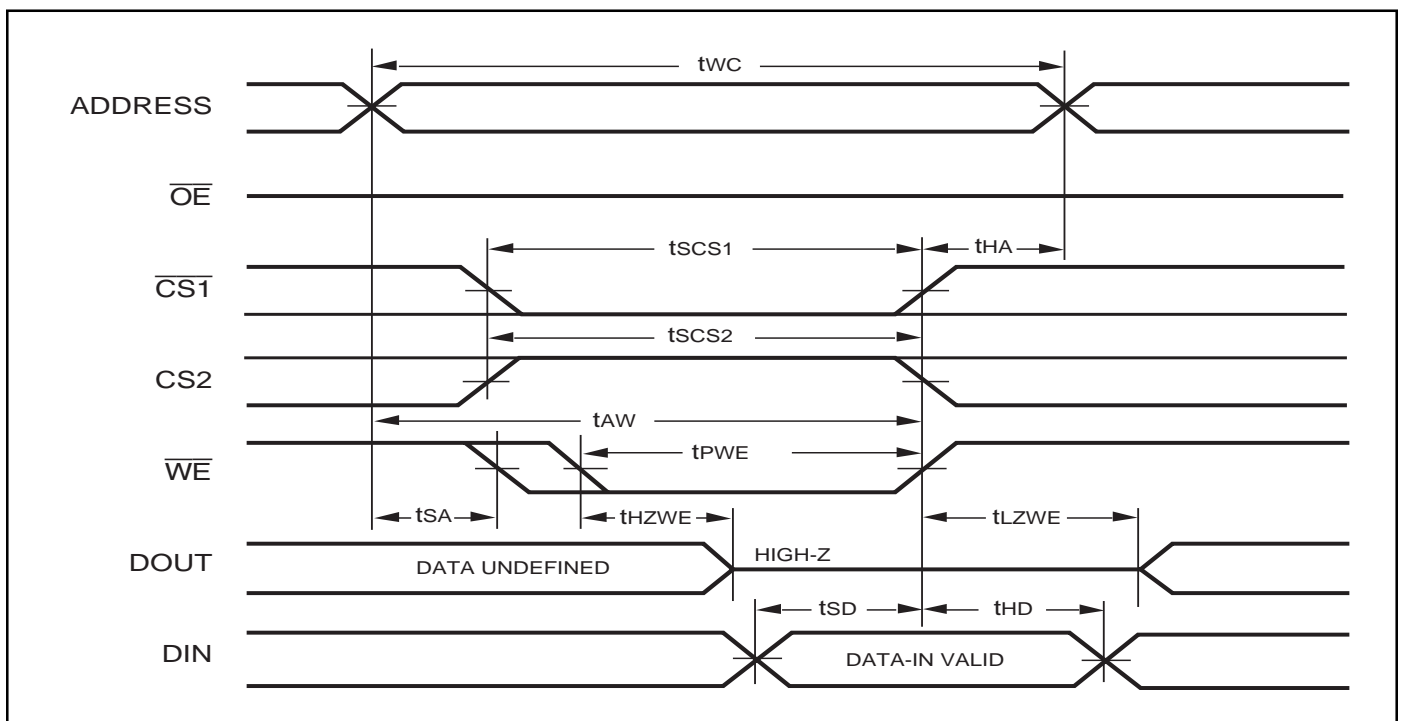 tWC
ADDRESS
OE
tSCS1
tHA
CS1
tSCS2
CS2
tAW
tPWE
WE
tSA
tHZWE
tLZWE
DOUT
DATA UNDEFINED
HIGH-Z
tSD
tHD
DIN
DATA-IN VALID